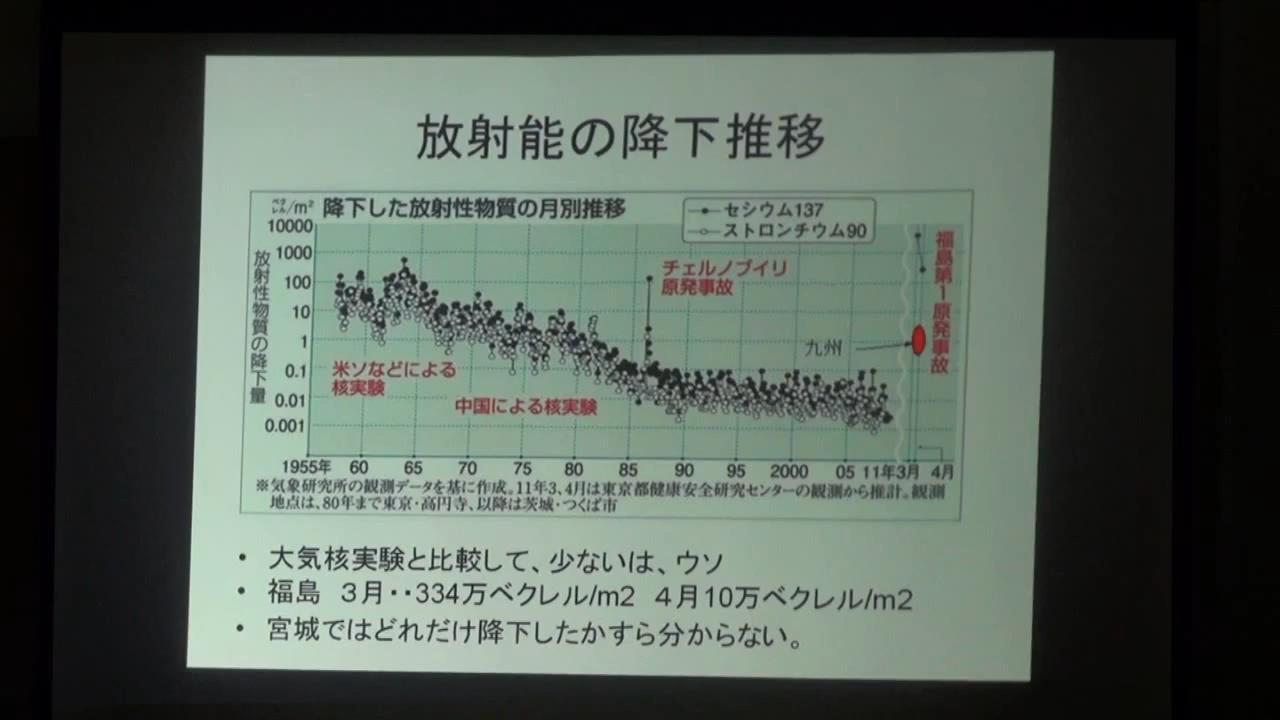 放射能の降下推移
ベクレル/m² 降下した放射性物質の月別推移
セシウム137
ストロンチウム90
10000
1000
100
10
1
0.1
0.01
0.001
放射性物質の降下量
チェルノブイリ
原発事故
福島第1原発事故
九州
米ソなどによる
核実験
中国による核実験
1955年 60 65 70 75 80 85 90 95 2000 05 11年3月 4月
※気象研究所の観測データを基に作成。11年3、4月は東京都健康安全研究センターの観測から推計。観測
地点は、80年まで東京・高円寺、以降は茨城・つくば市
• 大気核実験と比較して、少ないは、ウソ
• 福島 3月・・334万ベクレル/m2 4月10万ベクレル/m2
• 宮城ではどれだけ降下したかすら分からない。